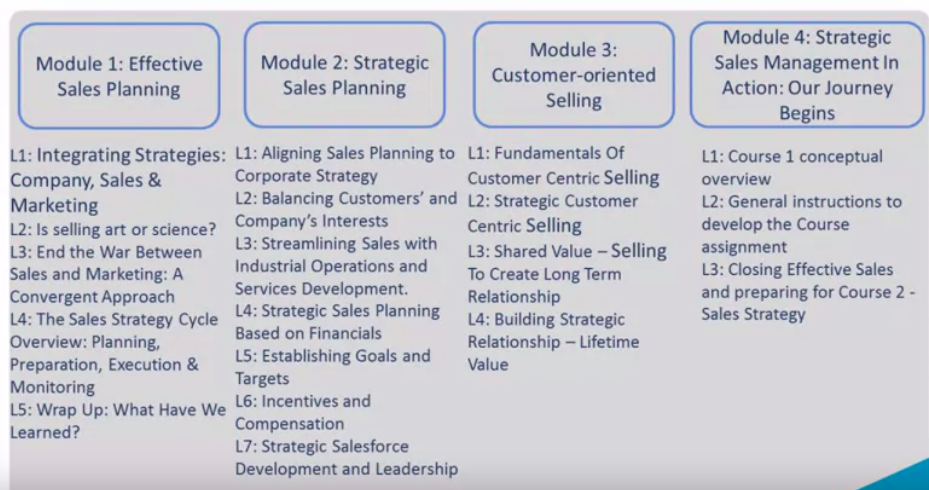 Module 1: Effective
Sales Planning
L1: Integrating Strategies:
Company, Sales &
Marketing
L2: Is selling art or science?
L3: End the War Between
Sales and Marketing: A
Convergent Approach
L4: The Sales Strategy Cycle
Overview: Planning,
Preparation, Execution &
Monitoring
L5: Wrap Up: What Have We
Learned?
Module 2: Strategic
Sales Planning
L1: Aligning Sales Planning to
Corporate Strategy
L2: Balancing Customers’ and
Company’s Interests
L3: Streamlining Sales with
Industrial Operations and
Services Development.
L4: Strategic Sales Planning
Based on Financials
L5: Establishing Goals and
Targets
L6: Incentives and
Compensation
L7: Strategic Salesforce
Development and Leadership
Module 3:
Customer-oriented
Selling
L1: Fundamentals Of
Customer Centric Selling
L2: Strategic Customer
Centric Selling
L3: Shared Value – Selling
To Create Long Term
Relationship
L4: Building Strategic
Relationship – Lifetime
Value
Module 4: Strategic
Sales Management In
Action: Our Journey
Begins
L1: Course 1 conceptual
overview
L2: General instructions to
develop the Course
assignment
L3: Closing Effective Sales
and preparing for Course 2 -
Sales Strategy